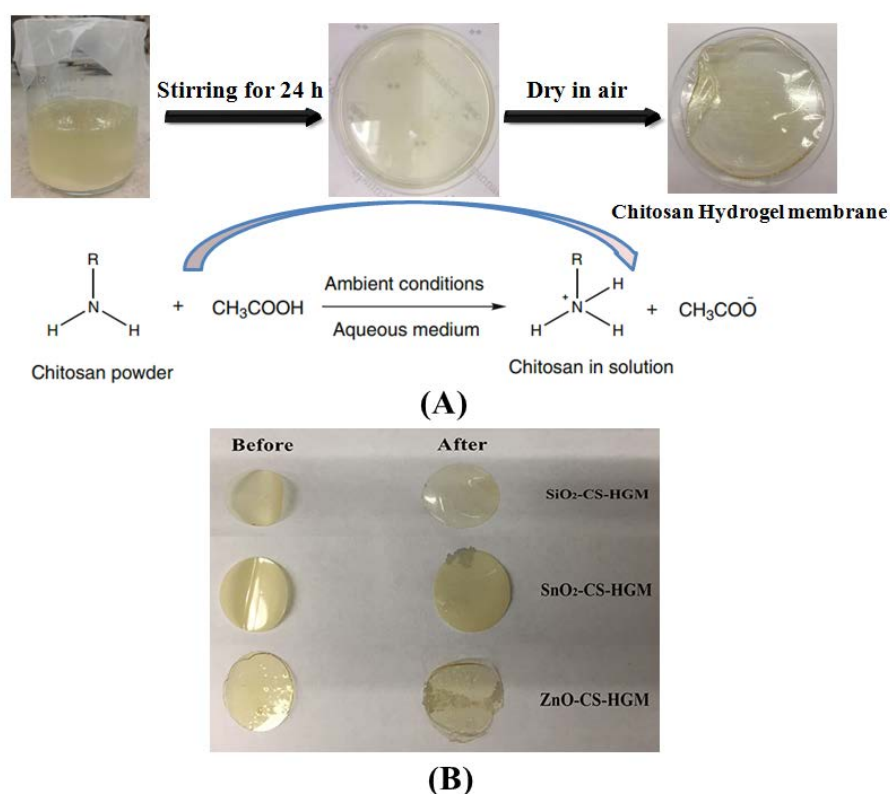 Stirring for 24 h
Dry in air
Chitosan Hydrogel membrane
R
N
H
H
+
CH₃COOH
Ambient conditions
Aqueous medium
R
+
N
H
H
H
+
CH₃COO⁻
Chitosan powder
Chitosan in solution
(A)
Before After
SiO₂-CS-HGM
SnO₂-CS-HGM
ZnO-CS-HGM
(B)